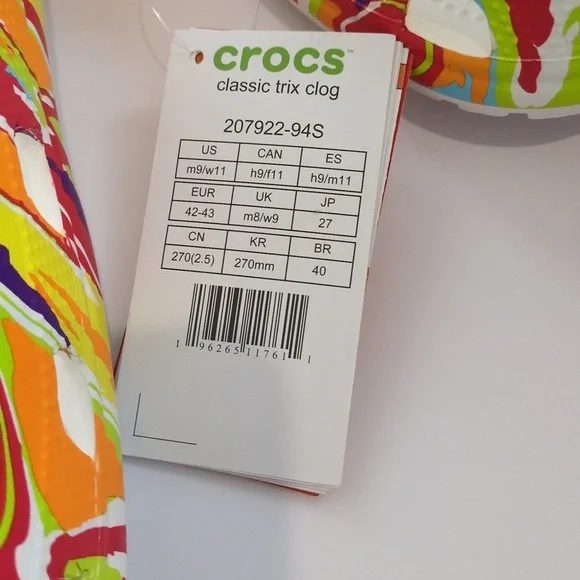 crocs™
classic trix clog
207922-94S
US CAN ES
m9/w11 h9/f11 h9/m11
EUR UK JP
42-43 m8/w9 27
CN KR BR
270(2.5) 270mm 40
1 96265 11761 1